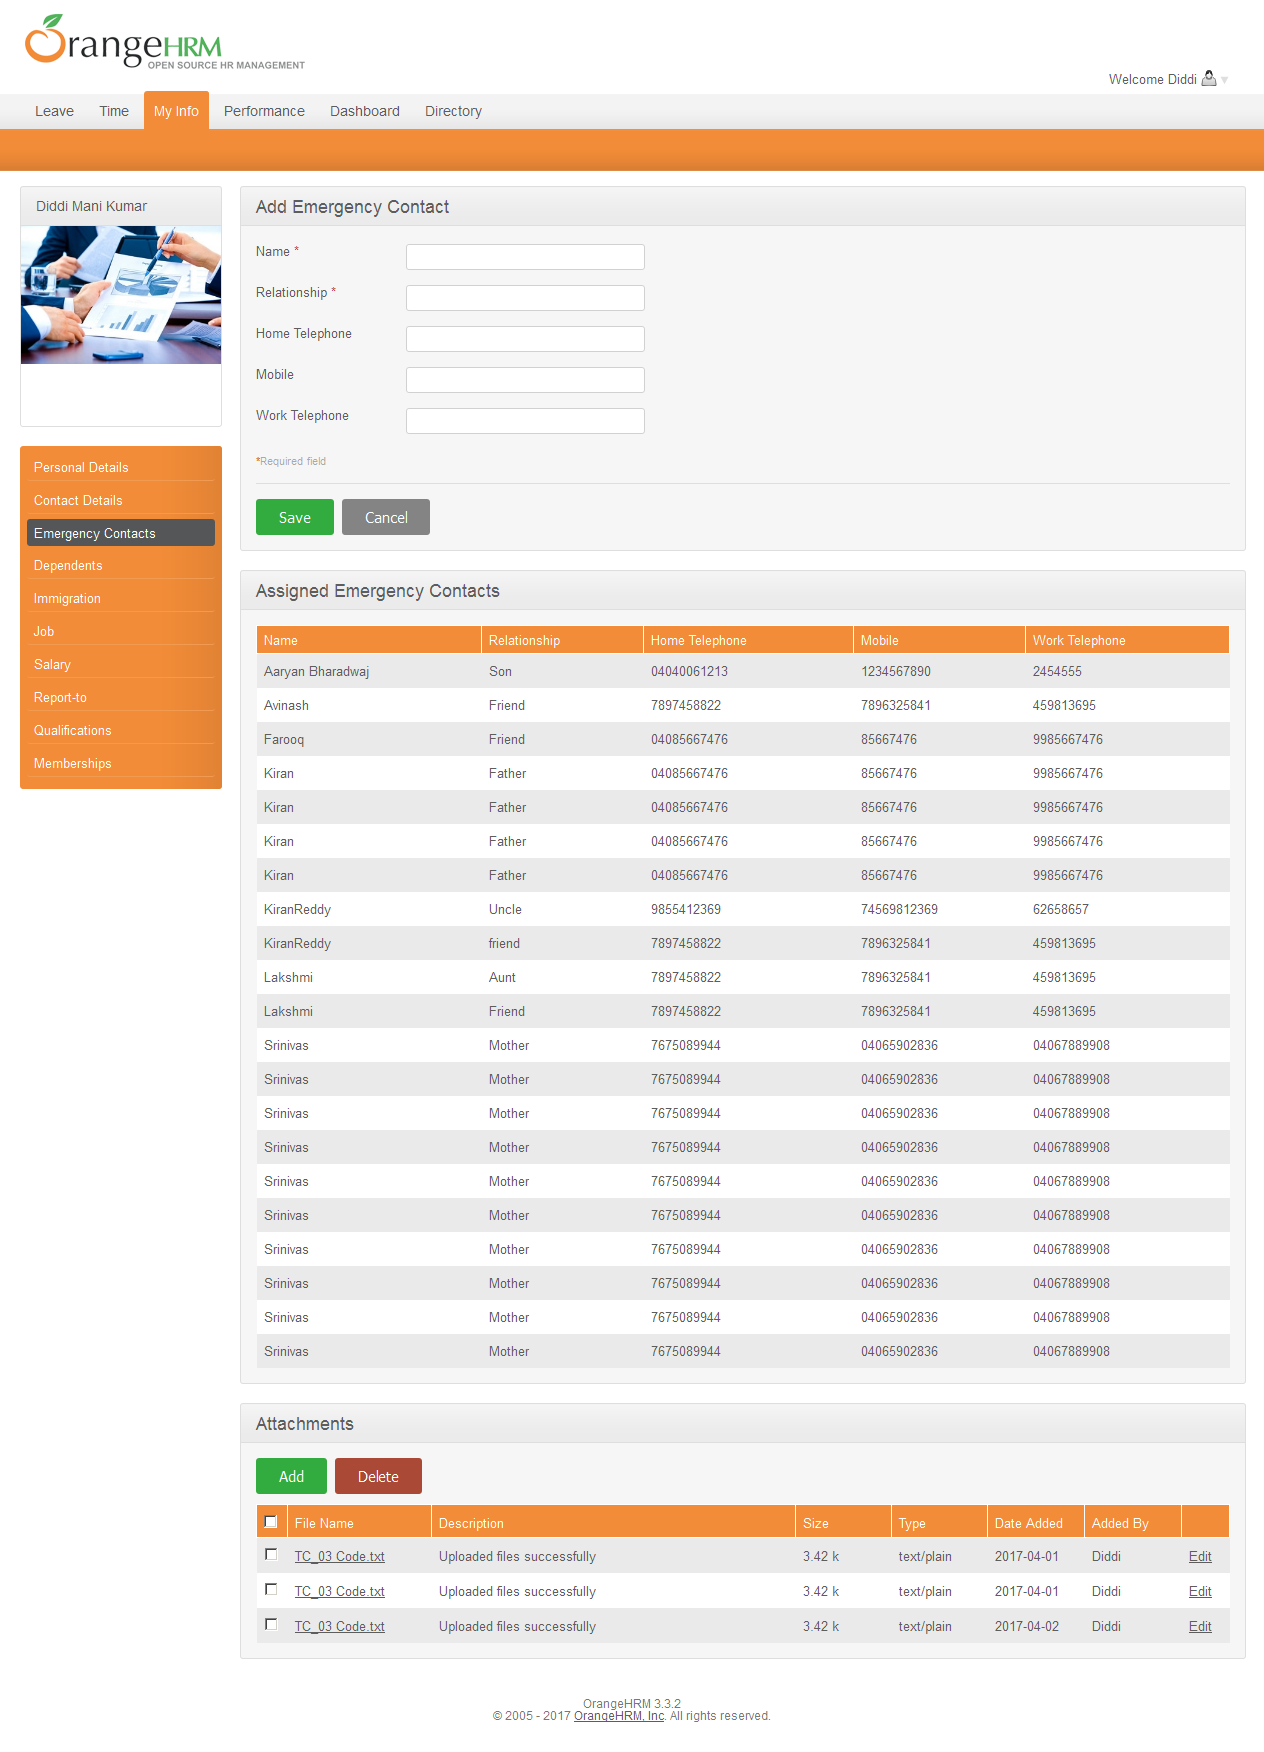 OrangeHRM
OPEN SOURCE HR MANAGEMENT
Welcome Diddi
Leave Time My Info Performance Dashboard Directory
Diddi Mani Kumar
Personal Details
Contact Details
Emergency Contacts
Dependents
Immigration
Job
Salary
Report-to
Qualifications
Memberships
Add Emergency Contact
Name *
Relationship *
Home Telephone
Mobile
Work Telephone
*Required field
Save Cancel
Assigned Emergency Contacts
Name Relationship Home Telephone Mobile Work Telephone
Aaryan Bharadwaj Son 04040061213 1234567890 2454555
Avinash Friend 7897458822 7896325841 459813695
Farooq Friend 04085667476 85667476 9985667476
Kiran Father 04085667476 85667476 9985667476
Kiran Father 04085667476 85667476 9985667476
Kiran Father 04085667476 85667476 9985667476
Kiran Father 04085667476 85667476 9985667476
KiranReddy Uncle 9855412369 74569812369 62658657
KiranReddy friend 7897458822 7896325841 459813695
Lakshmi Aunt 7897458822 7896325841 459813695
Lakshmi Friend 7897458822 7896325841 459813695
Srinivas Mother 7675089944 04065902836 04067889908
Srinivas Mother 7675089944 04065902836 04067889908
Srinivas Mother 7675089944 04065902836 04067889908
Srinivas Mother 7675089944 04065902836 04067889908
Srinivas Mother 7675089944 04065902836 04067889908
Srinivas Mother 7675089944 04065902836 04067889908
Srinivas Mother 7675089944 04065902836 04067889908
Srinivas Mother 7675089944 04065902836 04067889908
Srinivas Mother 7675089944 04065902836 04067889908
Srinivas Mother 7675089944 04065902836 04067889908
Attachments
Add Delete
File Name Description Size Type Date Added Added By
TC_03 Code.txt Uploaded files successfully 3.42 k text/plain 2017-04-01 Diddi Edit
TC_03 Code.txt Uploaded files successfully 3.42 k text/plain 2017-04-01 Diddi Edit
TC_03 Code.txt Uploaded files successfully 3.42 k text/plain 2017-04-02 Diddi Edit
OrangeHRM 3.3.2
© 2005 - 2017 OrangeHRM, Inc. All rights reserved.